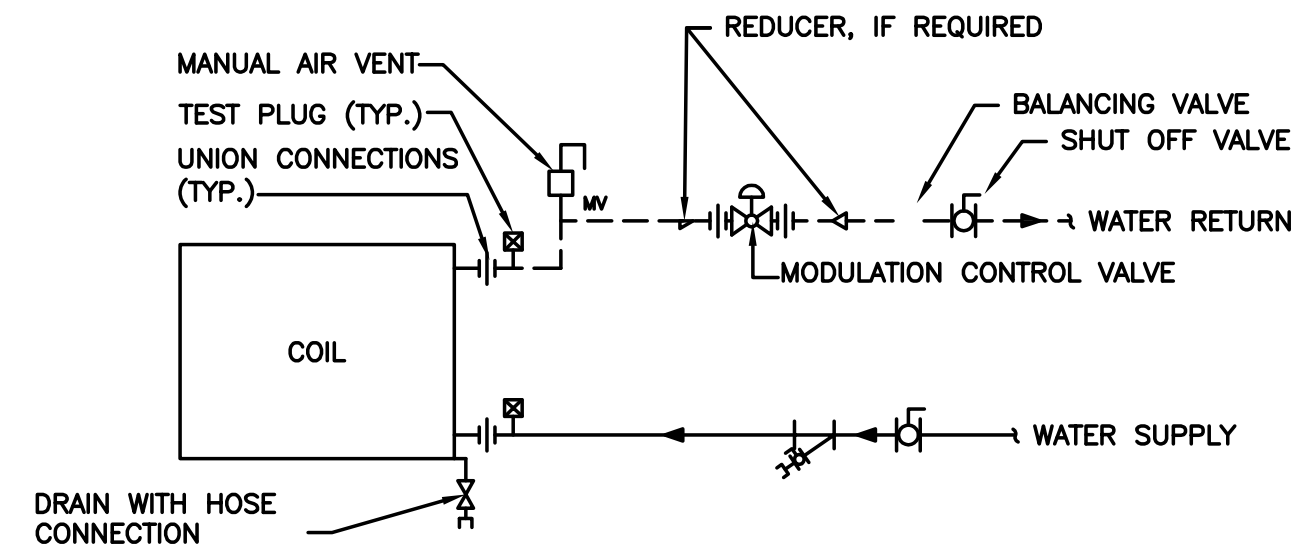 REDUCER, IF REQUIRED
MANUAL AIR VENT
TEST PLUG (TYP.)
BALANCING VALVE
SHUT OFF VALVE
UNION CONNECTIONS
(TYP.)
MV
WATER RETURN
MODULATION CONTROL VALVE
COIL
WATER SUPPLY
DRAIN WITH HOSE
CONNECTION